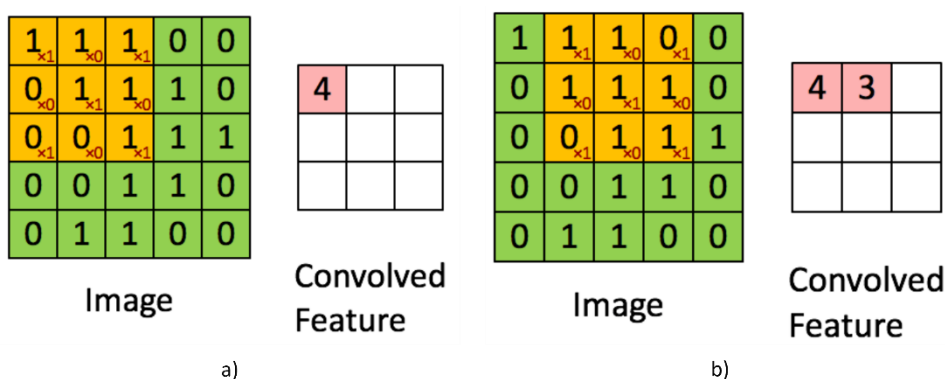 1×1 1×0 1×1 0 0
0×0 1×1 1×0 1 0
0×1 0×0 1×1 1 1
0 0 1 1 0
0 1 1 0 0
Image
4
Convolved
Feature
a)
1 1×1 1×0 0×1 0
0 1×0 1×1 1×0 0
0 0×1 1×0 1×1 1
0 0 1 1 0
0 1 1 0 0
Image
4 3
Convolved
Feature
b)